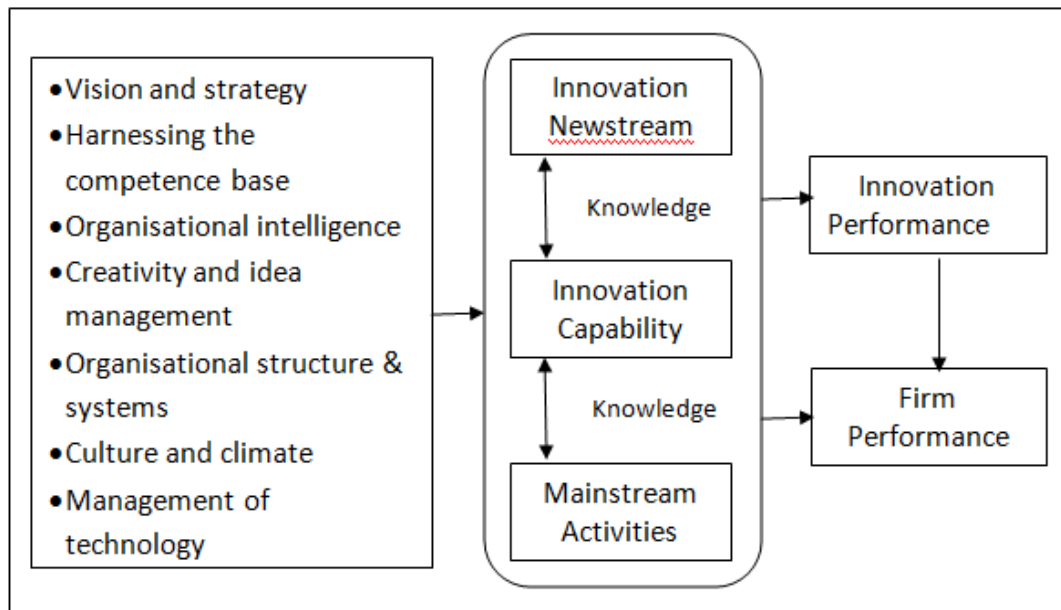 •Vision and strategy
•Harnessing the
competence base
•Organisational intelligence
•Creativity and idea
management
•Organisational structure &
systems
•Culture and climate
•Management of
technology
Innovation
Newstream
Knowledge
Innovation
Capability
Knowledge
Mainstream
Activities
Innovation
Performance
Firm
Performance